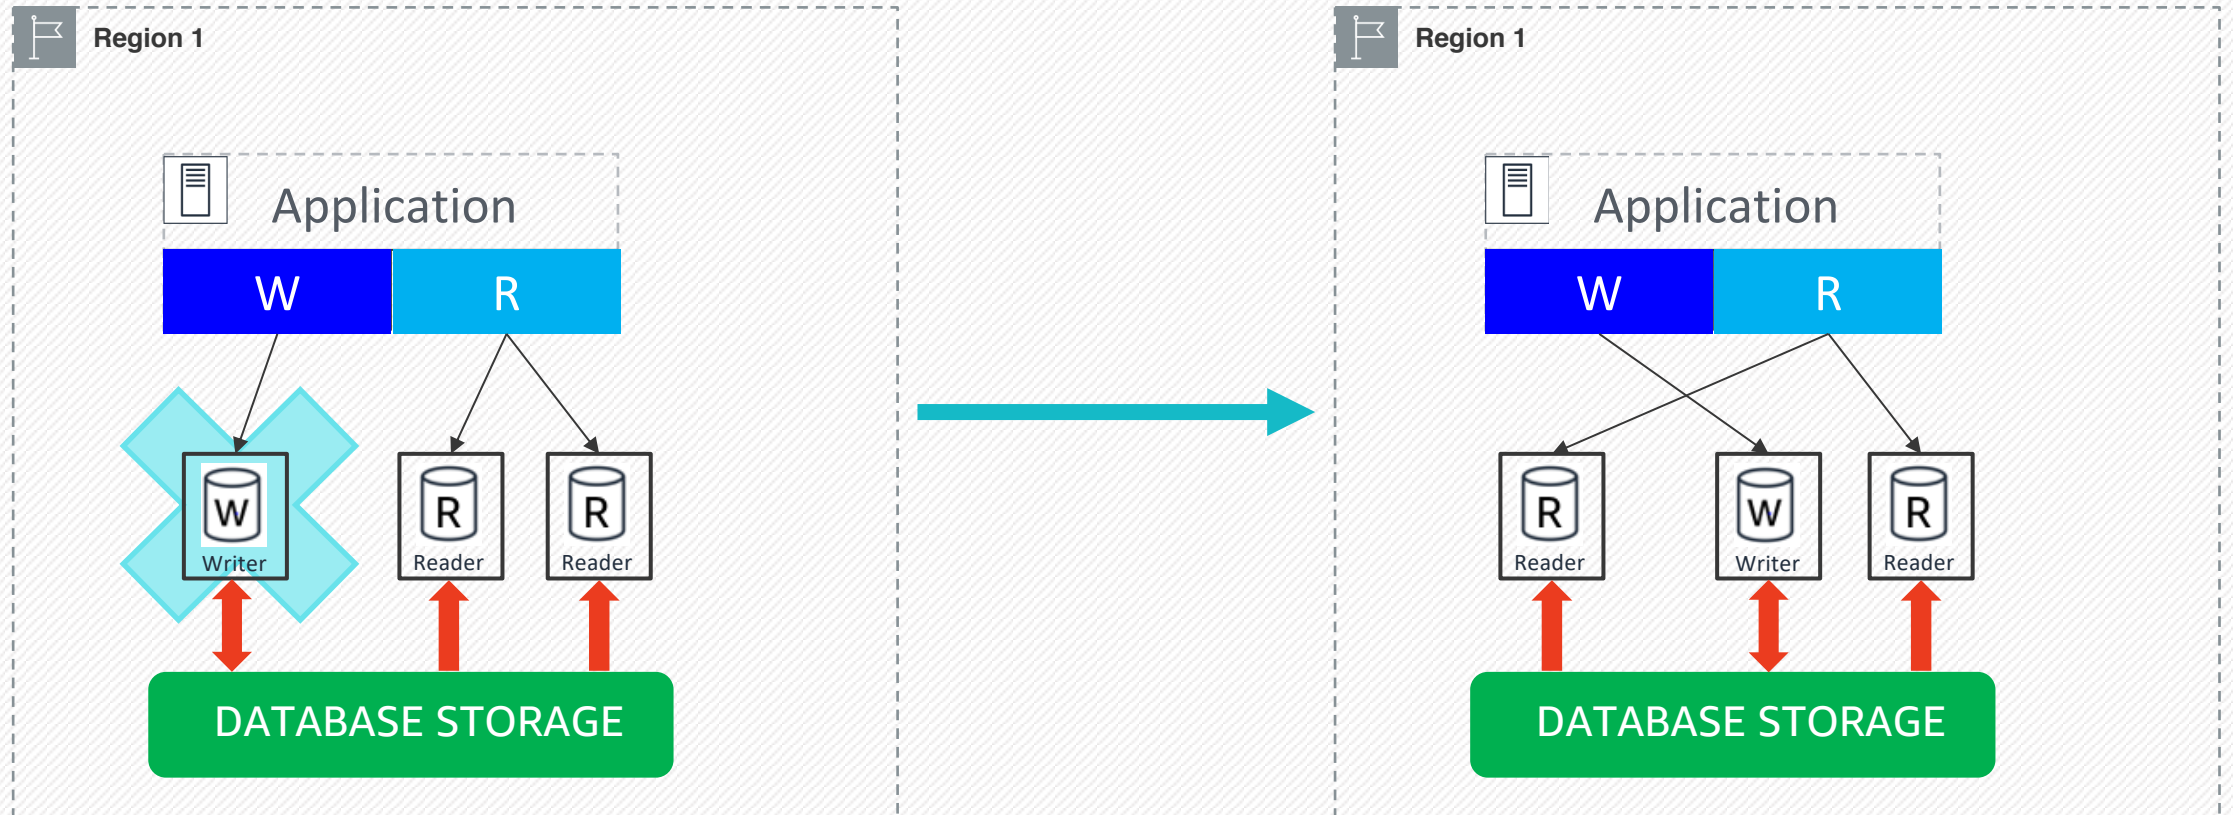 Region 1
Application
W R
W R R
Writer Reader Reader
DATABASE STORAGE
Region 1
Application
W R
R W R
Reader Writer Reader
DATABASE STORAGE